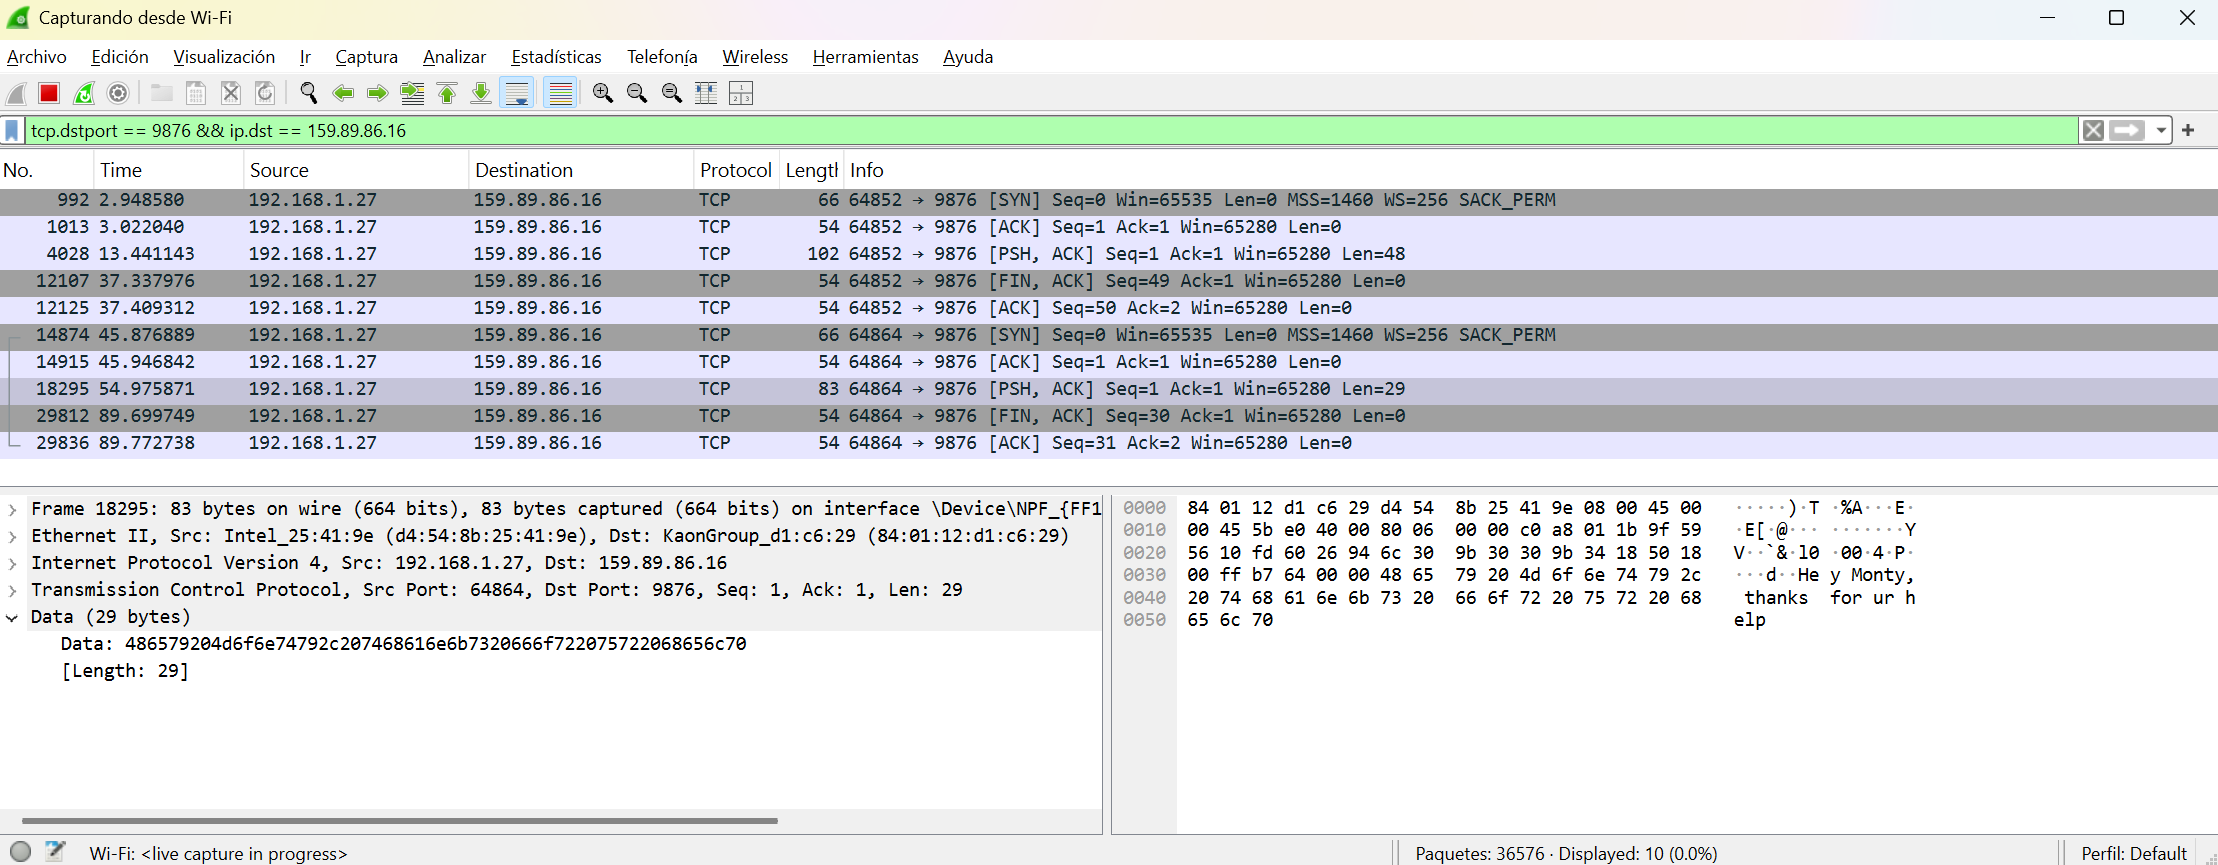 Capturando desde Wi-Fi
Archivo Edición Visualización Ir Captura Analizar Estadísticas Telefonía Wireless Herramientas Ayuda
tcp.dstport == 9876 && ip.dst == 159.89.86.16
No. Time Source Destination Protocol Length Info
992 2.948580 192.168.1.27 159.89.86.16 TCP 66 64852 → 9876 [SYN] Seq=0 Win=65535 Len=0 MSS=1460 WS=256 SACK_PERM
1013 3.022040 192.168.1.27 159.89.86.16 TCP 54 64852 → 9876 [ACK] Seq=1 Ack=1 Win=65280 Len=0
4028 13.441143 192.168.1.27 159.89.86.16 TCP 102 64852 → 9876 [PSH, ACK] Seq=1 Ack=1 Win=65280 Len=48
12107 37.337976 192.168.1.27 159.89.86.16 TCP 54 64852 → 9876 [FIN, ACK] Seq=49 Ack=1 Win=65280 Len=0
12125 37.409312 192.168.1.27 159.89.86.16 TCP 54 64852 → 9876 [ACK] Seq=50 Ack=2 Win=65280 Len=0
14874 45.876889 192.168.1.27 159.89.86.16 TCP 66 64864 → 9876 [SYN] Seq=0 Win=65535 Len=0 MSS=1460 WS=256 SACK_PERM
14915 45.946842 192.168.1.27 159.89.86.16 TCP 54 64864 → 9876 [ACK] Seq=1 Ack=1 Win=65280 Len=0
18295 54.975871 192.168.1.27 159.89.86.16 TCP 83 64864 → 9876 [PSH, ACK] Seq=1 Ack=1 Win=65280 Len=29
29812 89.699749 192.168.1.27 159.89.86.16 TCP 54 64864 → 9876 [FIN, ACK] Seq=30 Ack=1 Win=65280 Len=0
29836 89.772738 192.168.1.27 159.89.86.16 TCP 54 64864 → 9876 [ACK] Seq=31 Ack=2 Win=65280 Len=0
Frame 18295: 83 bytes on wire (664 bits), 83 bytes captured (664 bits) on interface \Device\NPF_{FF1
Ethernet II, Src: Intel_25:41:9e (d4:54:8b:25:41:9e), Dst: KaonGroup_d1:c6:29 (84:01:12:d1:c6:29)
Internet Protocol Version 4, Src: 192.168.1.27, Dst: 159.89.86.16
Transmission Control Protocol, Src Port: 64864, Dst Port: 9876, Seq: 1, Ack: 1, Len: 29
Data (29 bytes)
Data: 486579204d6f6e74792c207468616e6b7320666f722075722068656c70
[Length: 29]
0000 84 01 12 d1 c6 29 d4 54 8b 25 41 9e 08 00 45 00 ·····)·T ·%A···E·
0010 00 45 5b e0 40 00 80 06 00 00 c0 a8 01 1b 9f 59 ·E[·@··· ·······Y
0020 56 10 fd 60 26 94 6c 30 9b 30 30 9b 34 18 50 18 V··`&·l0 ·00·4·P·
0030 00 ff b7 64 00 00 48 65 79 20 4d 6f 6e 74 79 2c ···d··He y Monty,
0040 20 74 68 61 6e 6b 73 20 66 6f 72 20 75 72 20 68 thanks for ur h
0050 65 6c 70 elp
Wi-Fi: <live capture in progress>
Paquetes: 36576 · Displayed: 10 (0.0%)
Perfil: Default